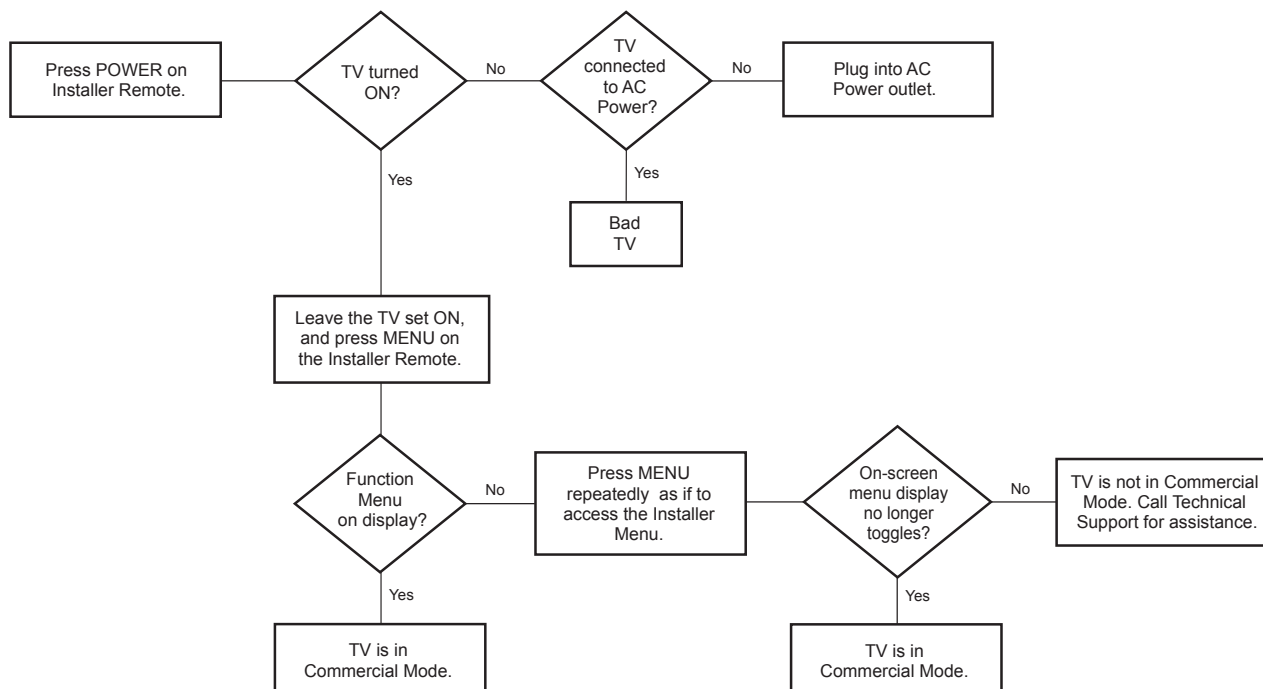 Press POWER on
Installer Remote.
TV turned
ON?
No
TV
connected
to AC
Power?
No
Plug into AC
Power outlet.
Yes
Yes
Bad
TV
Leave the TV set ON,
and press MENU on
the Installer Remote.
Function
Menu
on display?
No
Press MENU
repeatedly as if to
access the Installer
Menu.
On-screen
menu display
no longer
toggles?
No
TV is not in Commercial
Mode. Call Technical
Support for assistance.
Yes
Yes
TV is in
Commercial Mode.
TV is in
Commercial Mode.